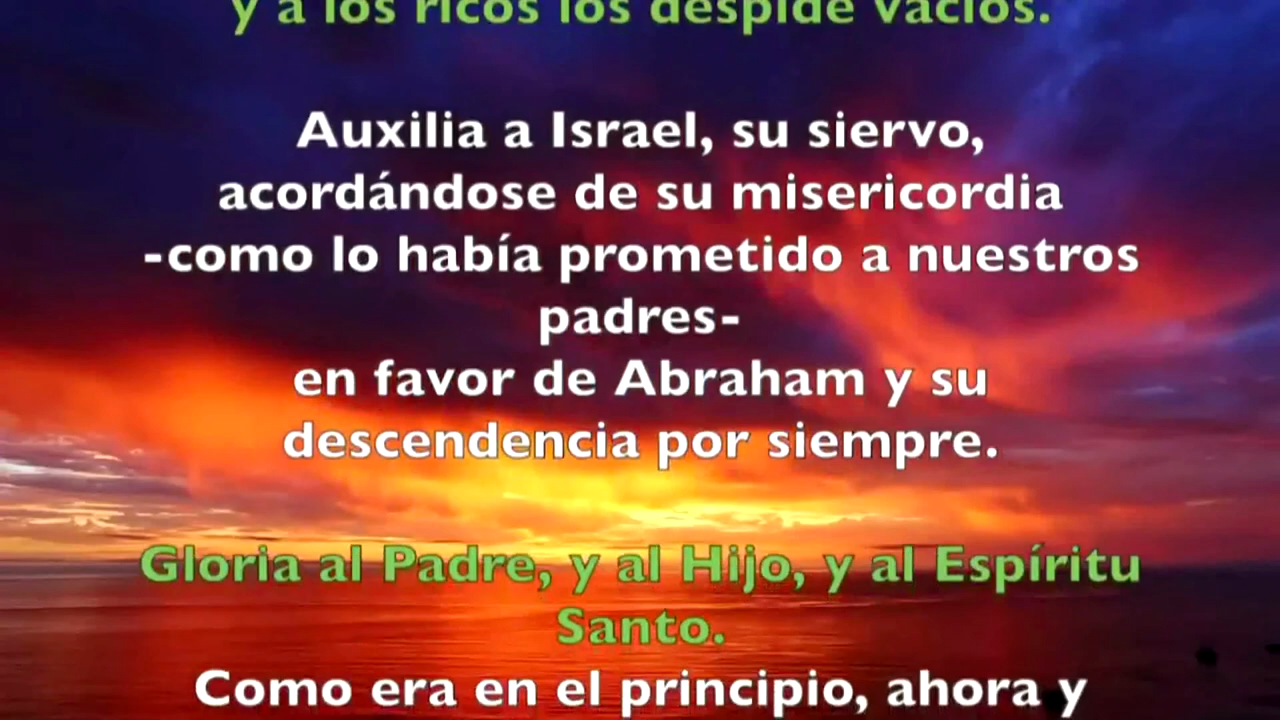 y a los ricos los despide vacíos.
Auxilia a Israel, su siervo,
acordándose de su misericordia
-como lo había prometido a nuestros
padres-
en favor de Abraham y su
descendencia por siempre.
Gloria al Padre, y al Hijo, y al Espíritu
Santo.
Como era en el principio, ahora y